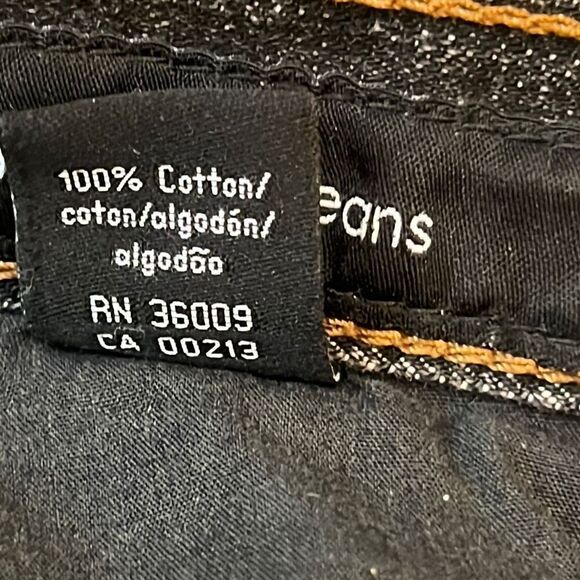 100% Cotton/
coton/algodón/
algodão
RN 36009
CA 00213
eans